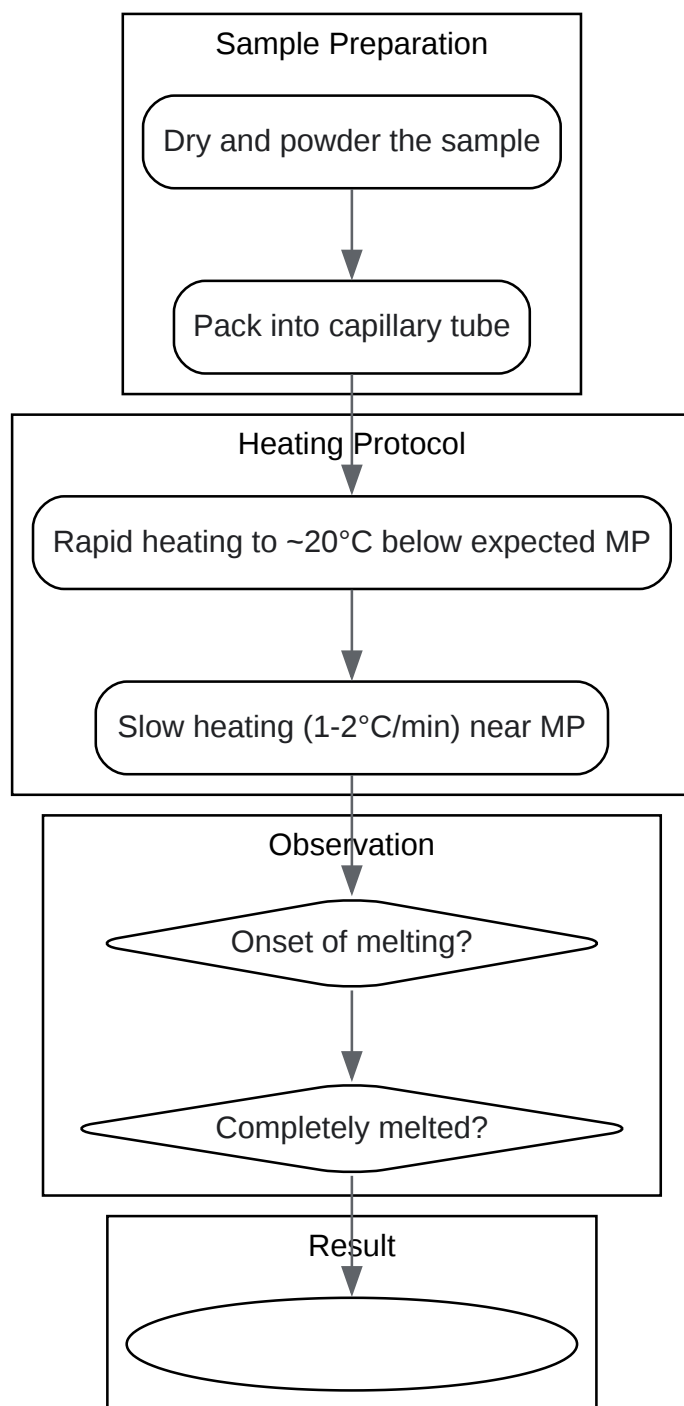 Sample Preparation
Dry and powder the sample
Pack into capillary tube
Heating Protocol
Rapid heating to ~20°C below expected MP
Slow heating (1-2°C/min) near MP
Observation
Onset of melting?
Completely melted?
Result